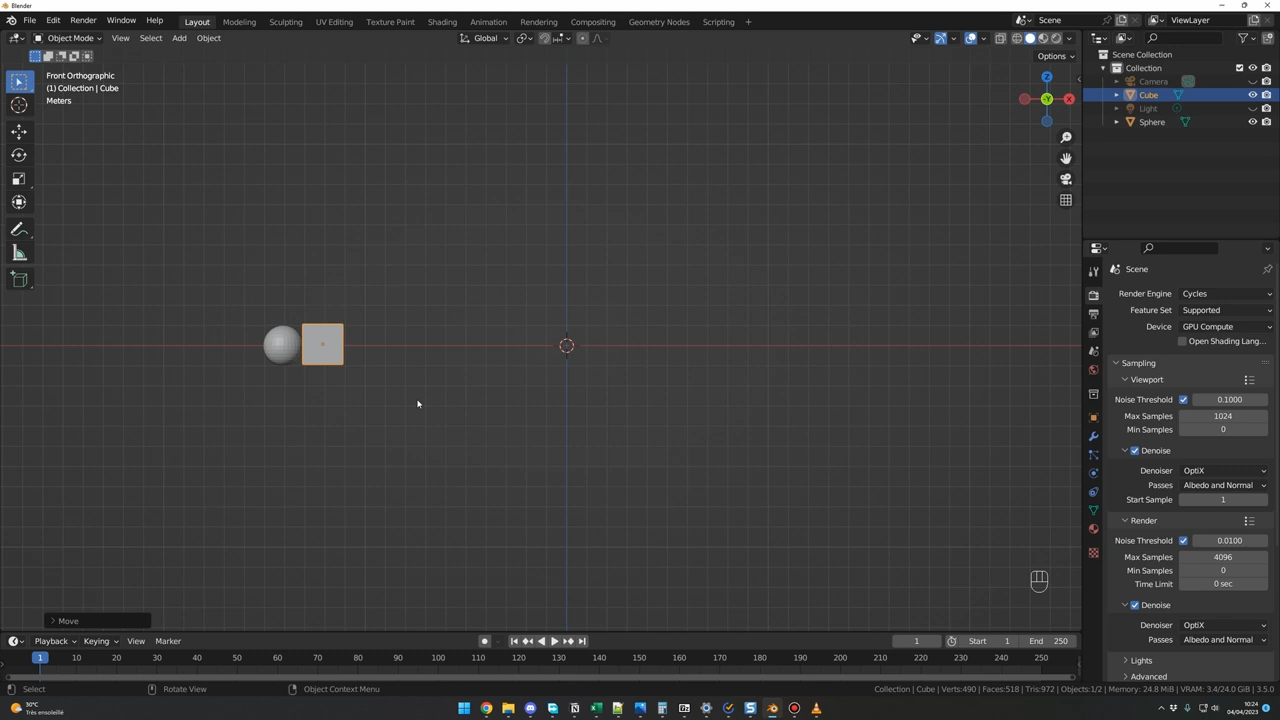 Blender
File Edit Render Window Help Layout Modeling Sculpting UV Editing Texture Paint Shading Animation Rendering Compositing Geometry Nodes Scripting + Scene ViewLayer
Object Mode View Select Add Object Global
Options
Front Orthographic
(1) Collection | Cube
Meters
Z
-Y
X
Move
Scene Collection
Collection
Camera
Cube
Light
Sphere
Scene
Render Engine Cycles
Feature Set Supported
Device GPU Compute
Open Shading Lang...
Sampling
Viewport
Noise Threshold 0.1000
Max Samples 1024
Min Samples 0
Denoise
Denoiser OptiX
Passes Albedo and Normal
Start Sample 1
Render
Noise Threshold 0.0100
Max Samples 4096
Min Samples 0
Time Limit 0 sec
Denoise
Denoiser OptiX
Passes Albedo and Normal
Lights
Advanced
Playback Keying View Marker 1 Start 1 End 250
1 10 20 30 40 50 60 70 80 90 100 110 120 130 140 150 160 170 180 190 200 210 220 230 240 250
Select Rotate View Object Context Menu Collection | Cube | Verts:490 | Faces:518 | Tris:972 | Objects:1/2 | Memory: 24.8 MiB | VRAM: 3.4/24.0 GiB | 3.5.0
30°C
Très ensoleillé
10:24
04/04/2023